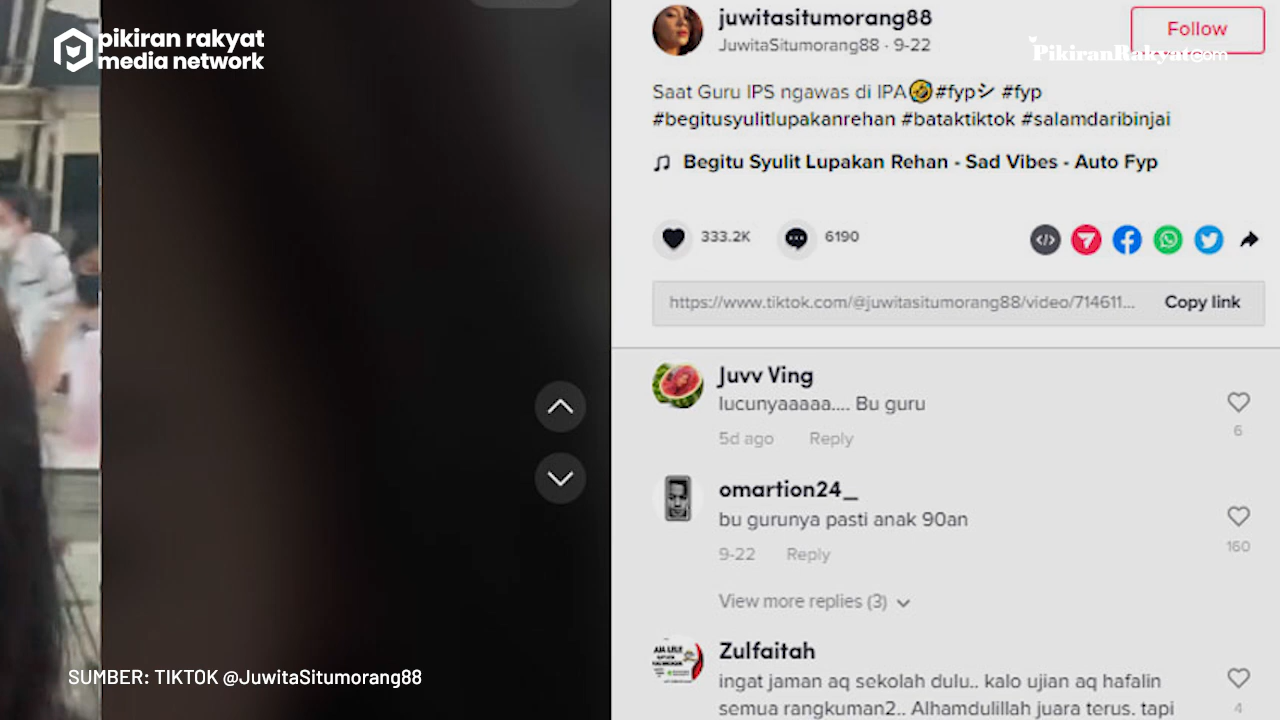 pikiran rakyat
media network
juwitasitumorang88
JuwitaSitumorang88 · 9-22
Follow
PikiranRakyat.com
Saat Guru IPS ngawas di IPA🤣#fypシ #fyp
#begitusyulitlupakanrehan #bataktiktok #salamdaribinjai
Begitu Syulit Lupakan Rehan - Sad Vibes - Auto Fyp
333.2K
6190
https://www.tiktok.com/@juwitasitumorang88/video/714611...
Copy link
Juvv Ving
lucunyaaaaa.... Bu guru
5d ago Reply
6
omartion24_
bu gurunya pasti anak 90an
9-22 Reply
160
View more replies (3)
Zulfaitah
ingat jaman aq sekolah dulu.. kalo ujian aq hafalin
semua rangkuman2.. Alhamdulillah juara terus. tapi
4
SUMBER: TIKTOK @JuwitaSitumorang88